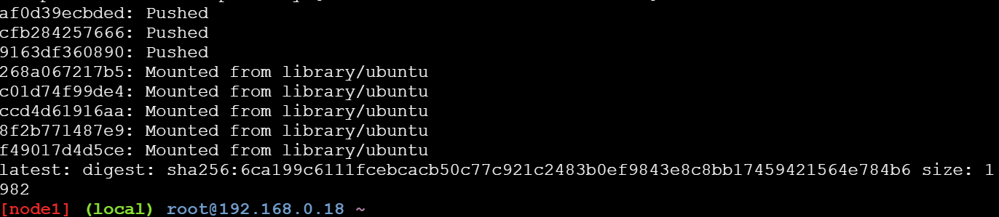 af0d39ecbded: Pushed
cfb284257666: Pushed
9163df360890: Pushed
268a067217b5: Mounted from library/ubuntu
c01d74f99de4: Mounted from library/ubuntu
ccd4d61916aa: Mounted from library/ubuntu
8f2b771487e9: Mounted from library/ubuntu
f49017d4d5ce: Mounted from library/ubuntu
latest: digest: sha256:6ca199c6111fcebcacb50c77c921c2483b0ef9843e8c8bb17459421564e784b6 size: 1
982
[node1] (local) root@192.168.0.18 ~